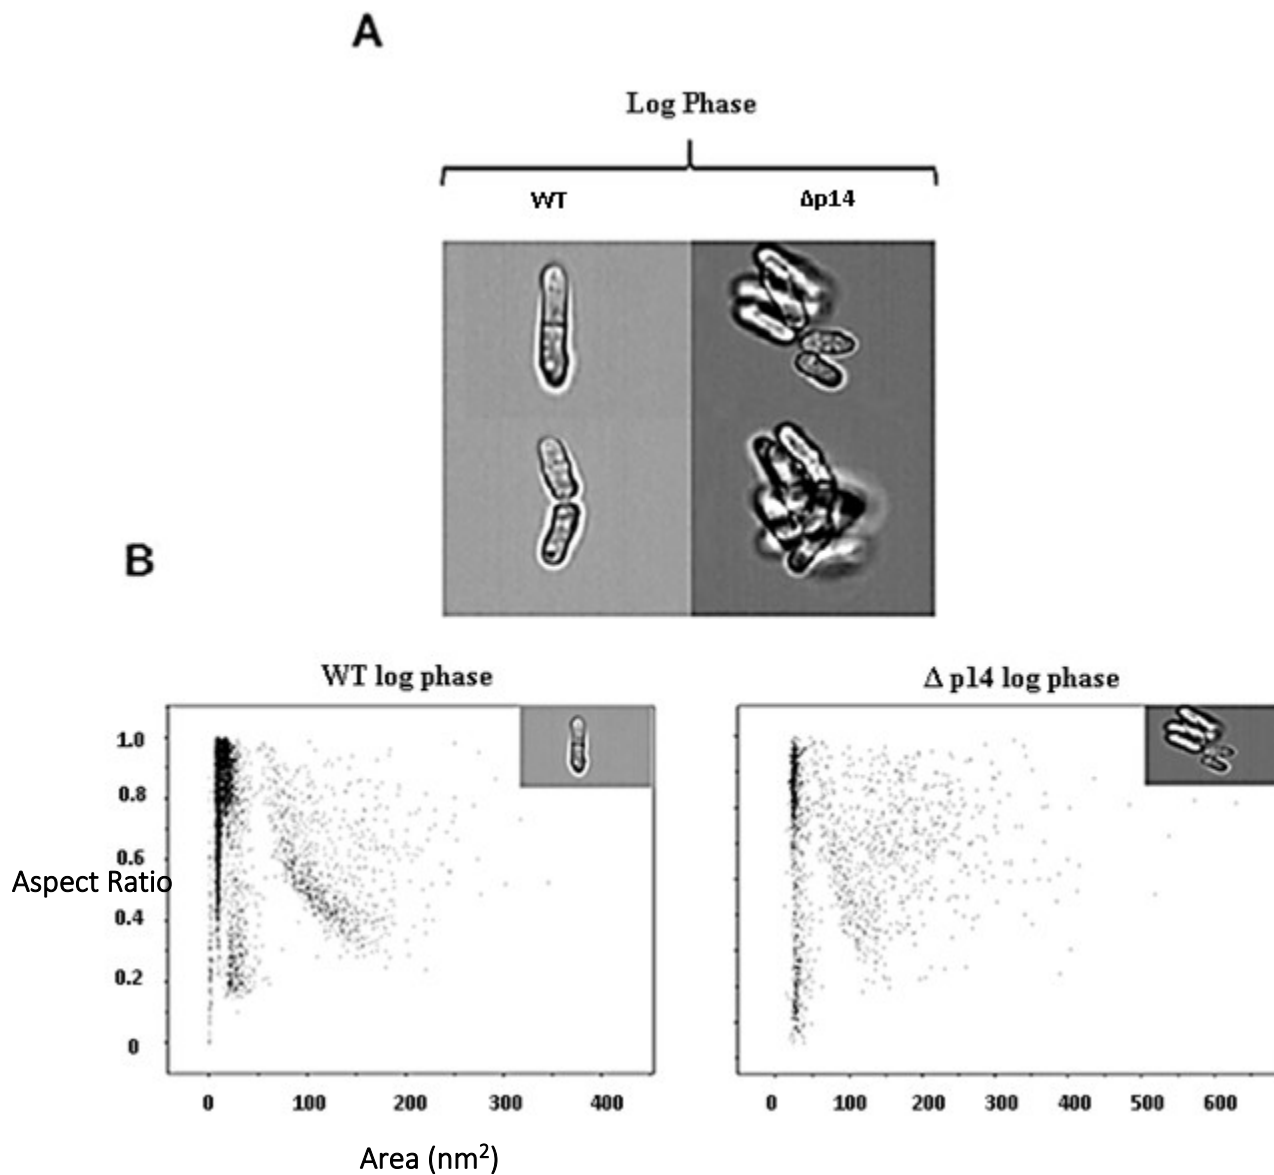 A
Log Phase
WT Δp14
B
WT log phase
1.0
0.8
0.6
Aspect Ratio
0.4
0.2
0
0 100 200 300 400
Δ p14 log phase
0 100 200 300 400 500 600
Area (nm²)